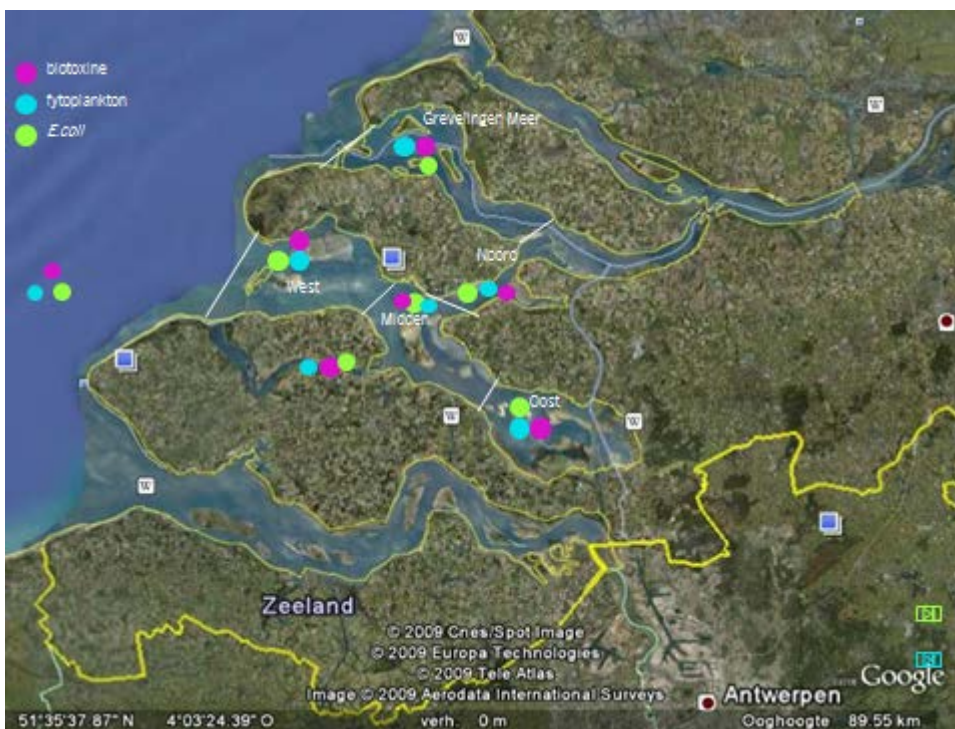 biotoxine
fytoplankton
E.coli
Grevelingen Meer
W
W
Noord
West
Midden
Oost
W
W
W
Zeeland
© 2009 Cnes/Spot Image
© 2009 Europa Technologies
© 2009 Tele Atlas
Image © 2009 Aerodata International Surveys
Google
Antwerpen
51°35'37.87" N 4°03'24.39" O verh. 0 m Ooghoogte 89.55 km